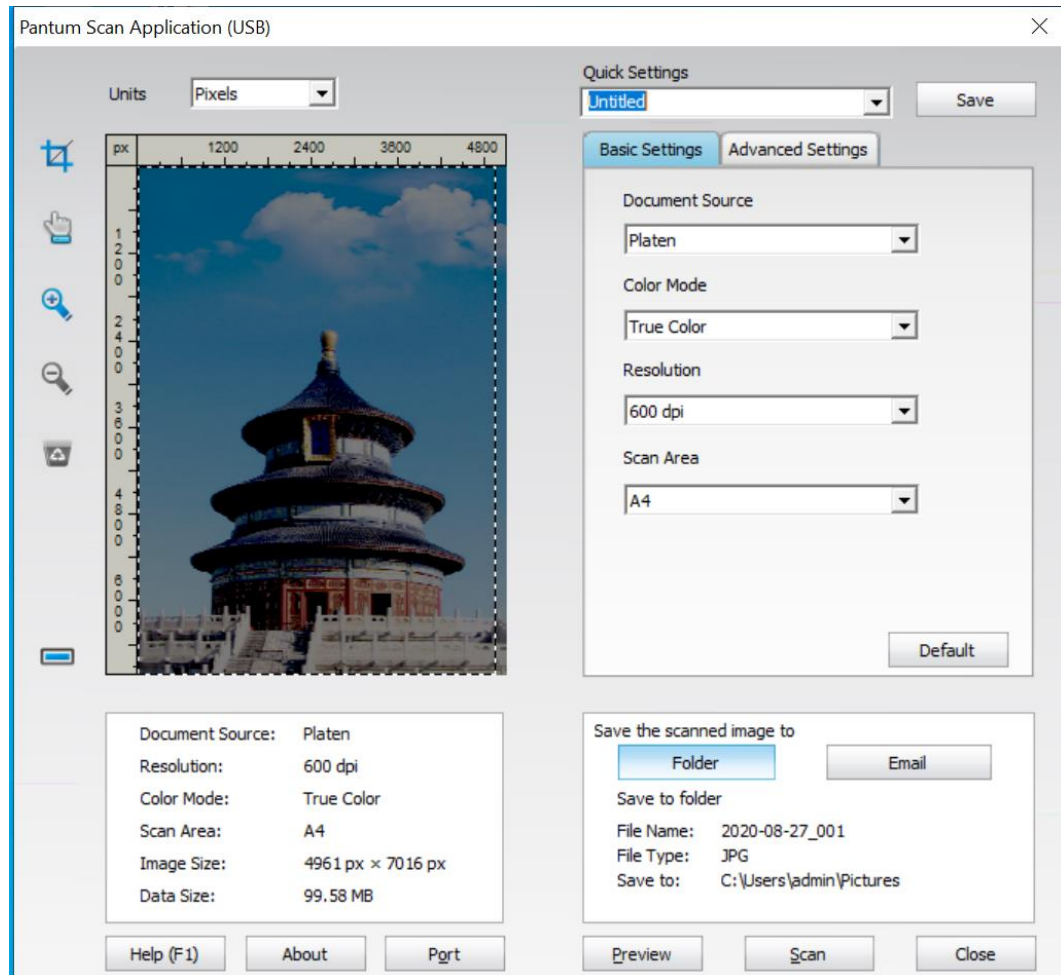 Pantum Scan Application (USB)
Units Pixels
Quick Settings
Untitled Save
px 1200 2400 3600 4800
1200
2400
3600
4800
6000
Basic Settings Advanced Settings
Document Source
Platen
Color Mode
True Color
Resolution
600 dpi
Scan Area
A4
Default
Document Source: Platen
Resolution: 600 dpi
Color Mode: True Color
Scan Area: A4
Image Size: 4961 px × 7016 px
Data Size: 99.58 MB
Save the scanned image to
Folder Email
Save to folder
File Name: 2020-08-27_001
File Type: JPG
Save to: C:\Users\admin\Pictures
Help (F1) About Port
Preview Scan Close